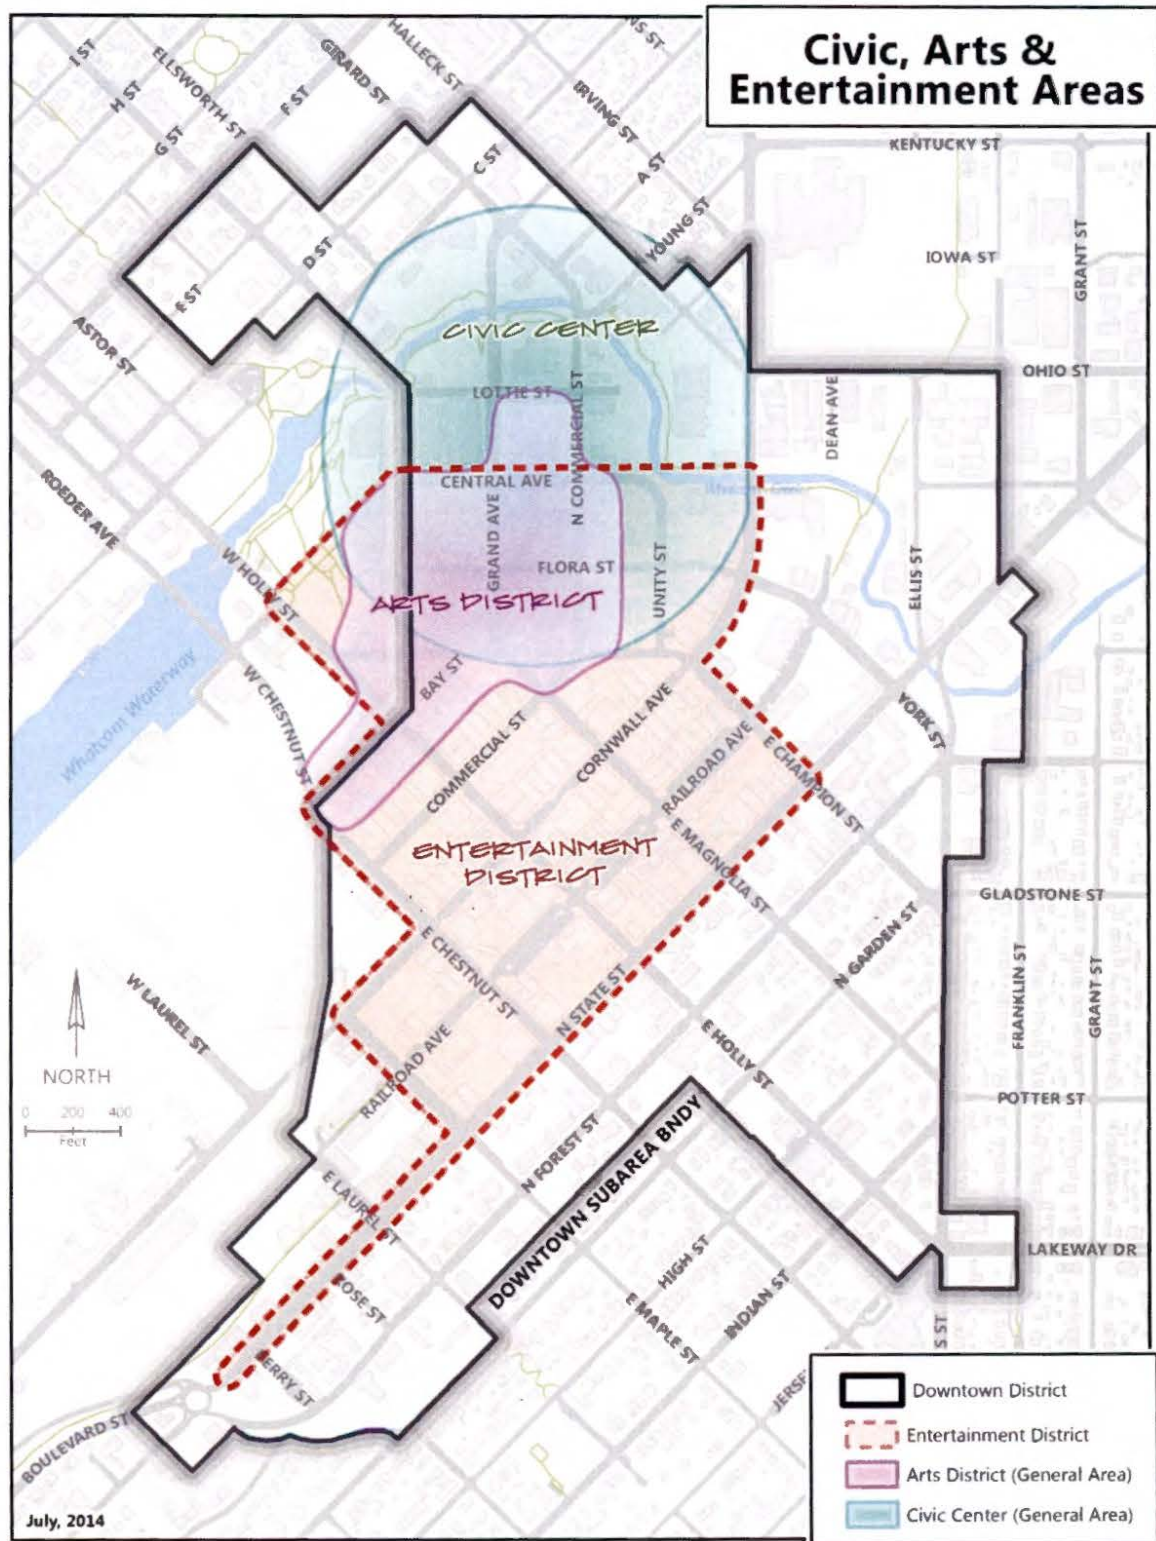 Civic, Arts &
Entertainment Areas
I ST
H ST
G ST
ELLSWORTH ST
F ST
GIRARD ST
HALLECK ST
NS ST
IRVING ST
A ST
C ST
YOUNG ST
KENTUCKY ST
IOWA ST
GRANT ST
D ST
E ST
ASTOR ST
CIVIC CENTER
LOTTIE ST
N COMMERCIAL ST
OHIO ST
DEAN AVE
ROEDER AVE
CENTRAL AVE
GRAND AVE
W HOLLY ST
FLORA ST
UNITY ST
ELLIS ST
ARTS DISTRICT
Whatcom Waterway
W CHESTNUT ST
BAY ST
COMMERCIAL ST
CORNWALL AVE
RAILROAD AVE
E CHAMPION ST
YORK ST
E MAGNOLIA ST
ENTERTAINMENT
DISTRICT
GLADSTONE ST
N GARDEN ST
E CHESTNUT ST
N STATE ST
FRANKLIN ST
GRANT ST
W LAUREL ST
NORTH
0 200 400
Feet
RAILROAD AVE
E HOLLY ST
POTTER ST
N FOREST ST
DOWNTOWN SUBAREA BNDY
E LAUREL ST
LAKEWAY DR
HIGH ST
INDIAN ST
E MAPLE ST
ROSE ST
BERRY ST
S ST
JERSE
BOULEVARD ST
Downtown District
Entertainment District
Arts District (General Area)
Civic Center (General Area)
July, 2014